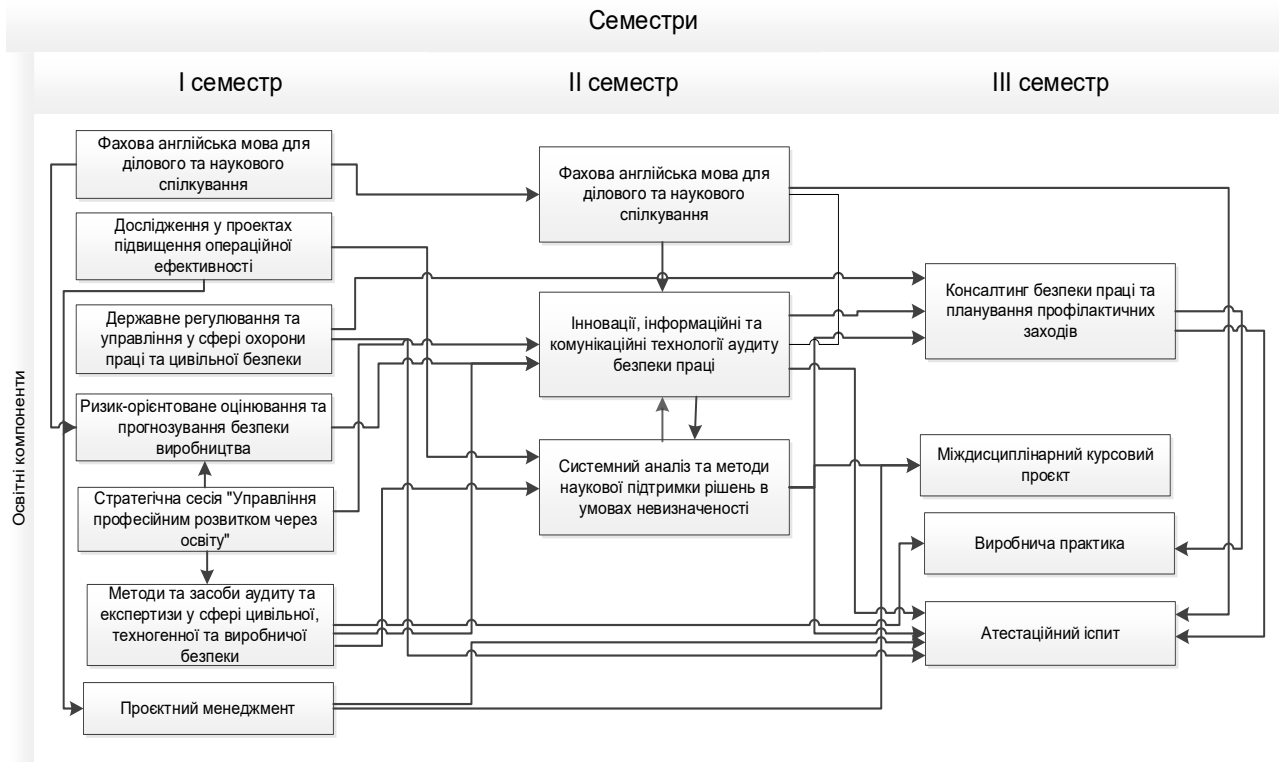 Семестри
І семестр
ІІ семестр
ІІІ семестр
Освітні компоненти
Фахова англійська мова для
ділового та наукового
спілкування
Дослідження у проектах
підвищення операційної
ефективності
Державне регулювання та
управління у сфері охорони
праці та цивільної безпеки
Ризик-орієнтоване оцінювання та
прогнозування безпеки
виробництва
Стратегічна сесія "Управління
професійним розвитком через
освіту"
Методи та засоби аудиту та
експертизи у сфері цивільної,
техногенної та виробничої
безпеки
Проєктний менеджмент
Фахова англійська мова для
ділового та наукового
спілкування
Інновації, інформаційні та
комунікаційні технології аудиту
безпеки праці
Системний аналіз та методи
наукової підтримки рішень в
умовах невизначеності
Консалтинг безпеки праці та
планування профілактичних
заходів
Міждисциплінарний курсовий
проєкт
Виробнича практика
Атестаційний іспит